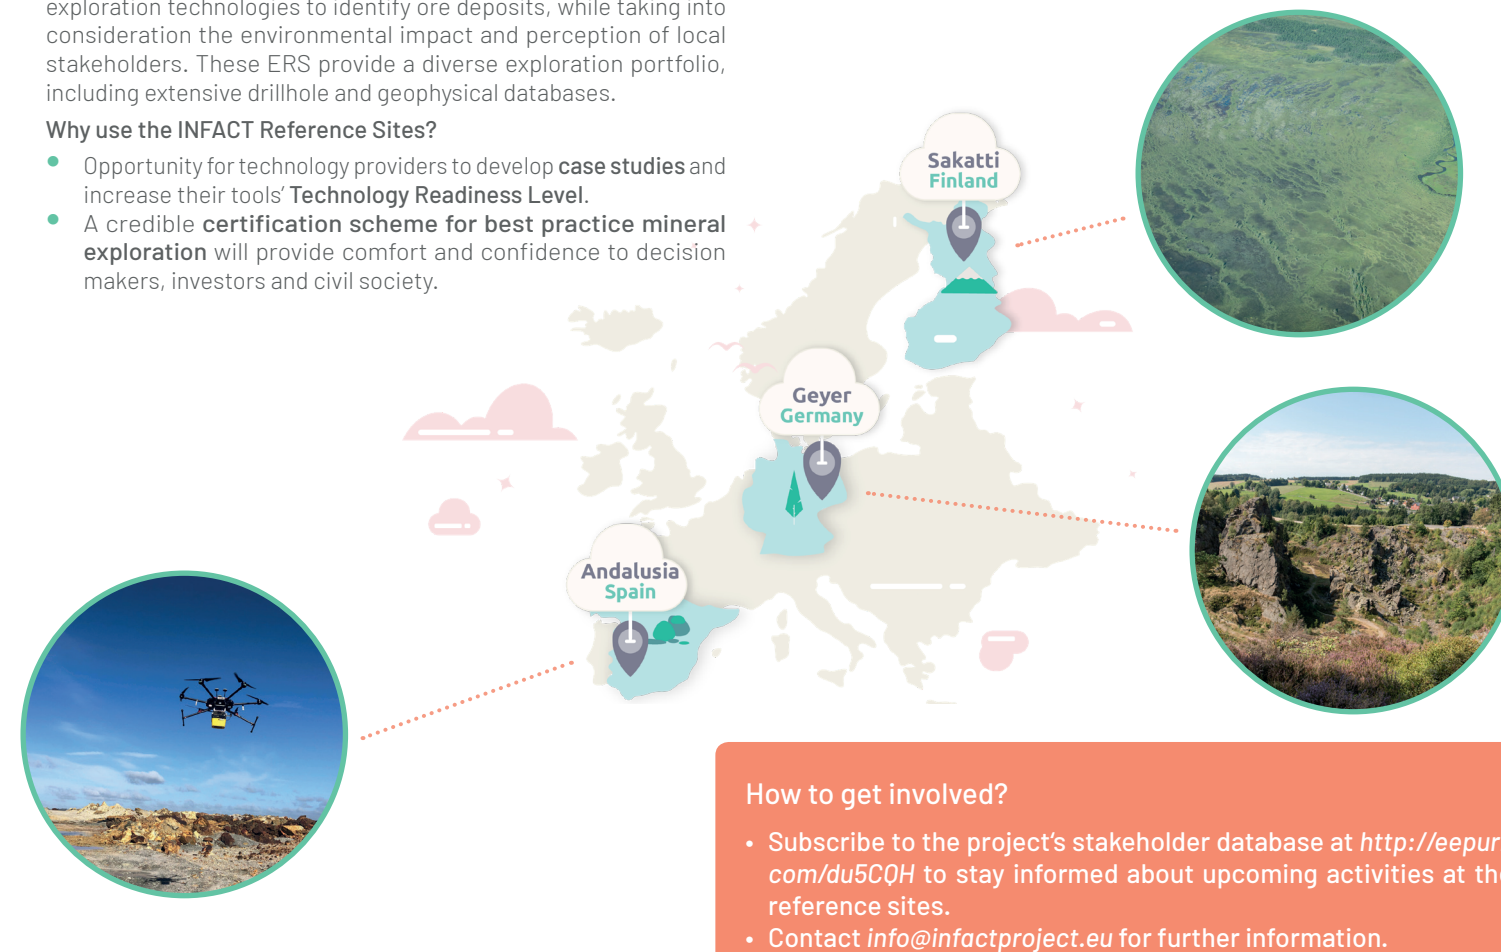 exploration technologies to identify ore deposits, while taking into
consideration the environmental impact and perception of local
stakeholders. These ERS provide a diverse exploration portfolio,
including extensive drillhole and geophysical databases.
Why use the INFACT Reference Sites?
• Opportunity for technology providers to develop case studies and
increase their tools’ Technology Readiness Level.
• A credible certification scheme for best practice mineral
exploration will provide comfort and confidence to decision
makers, investors and civil society.
Sakatti
Finland
Geyer
Germany
Andalusia
Spain
How to get involved?
• Subscribe to the project‘s stakeholder database at http://eepur
com/du5CQH to stay informed about upcoming activities at the
reference sites.
• Contact info@infactproject.eu for further information.